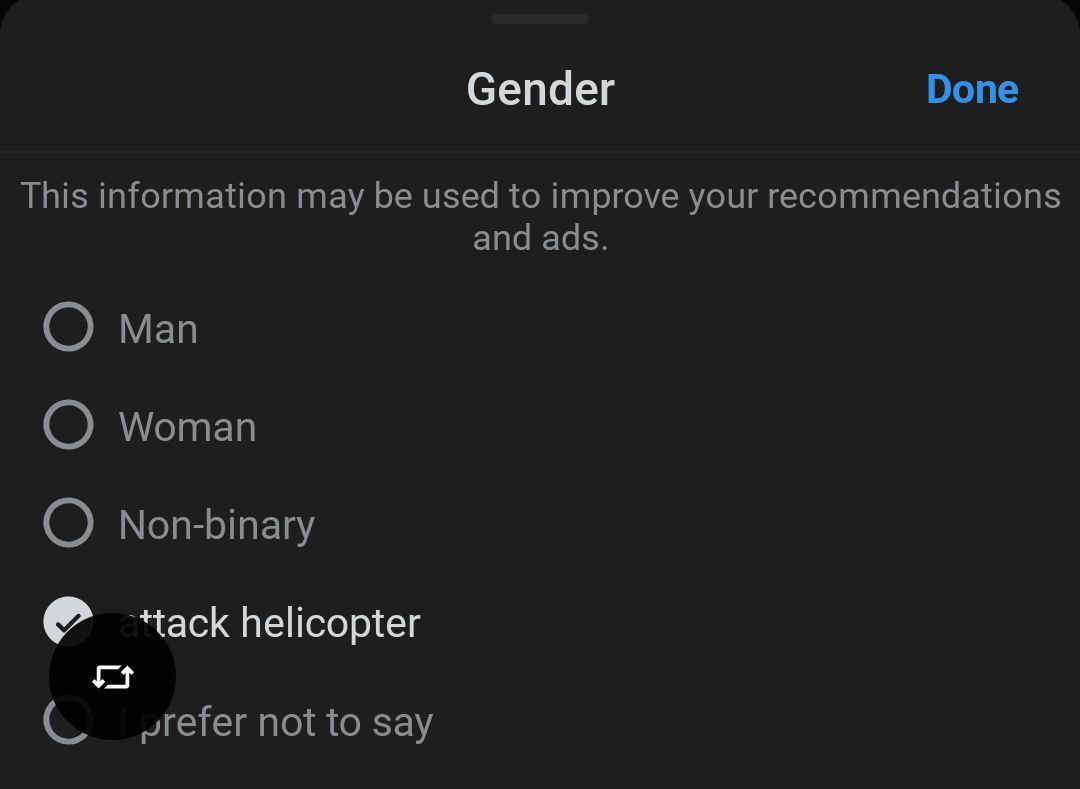 Gender
Done
This information may be used to improve your recommendations
and ads.
Man
Woman
Non-binary
attack helicopter
I prefer not to say